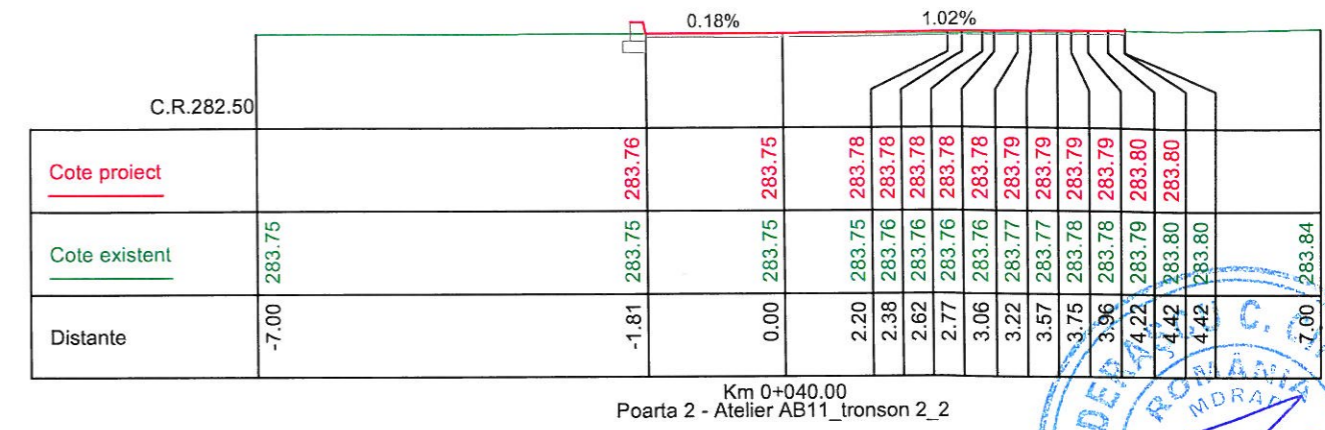 0.18% 1.02%
C.R.282.50
Cote proiect 283.76 283.75 283.78 283.78 283.78 283.78 283.78 283.79 283.79 283.79 283.79 283.80 283.80
Cote existent 283.75 283.75 283.75 283.75 283.76 283.76 283.76 283.76 283.77 283.77 283.78 283.78 283.79 283.80 283.80 283.84
Distante -7.00 -1.81 0.00 2.20 2.38 2.62 2.77 3.06 3.22 3.57 3.75 3.96 4.22 4.42 4.42 7.00
Km 0+040.00
Poarta 2 - Atelier AB11_tronson 2_2
ROMÂNIA